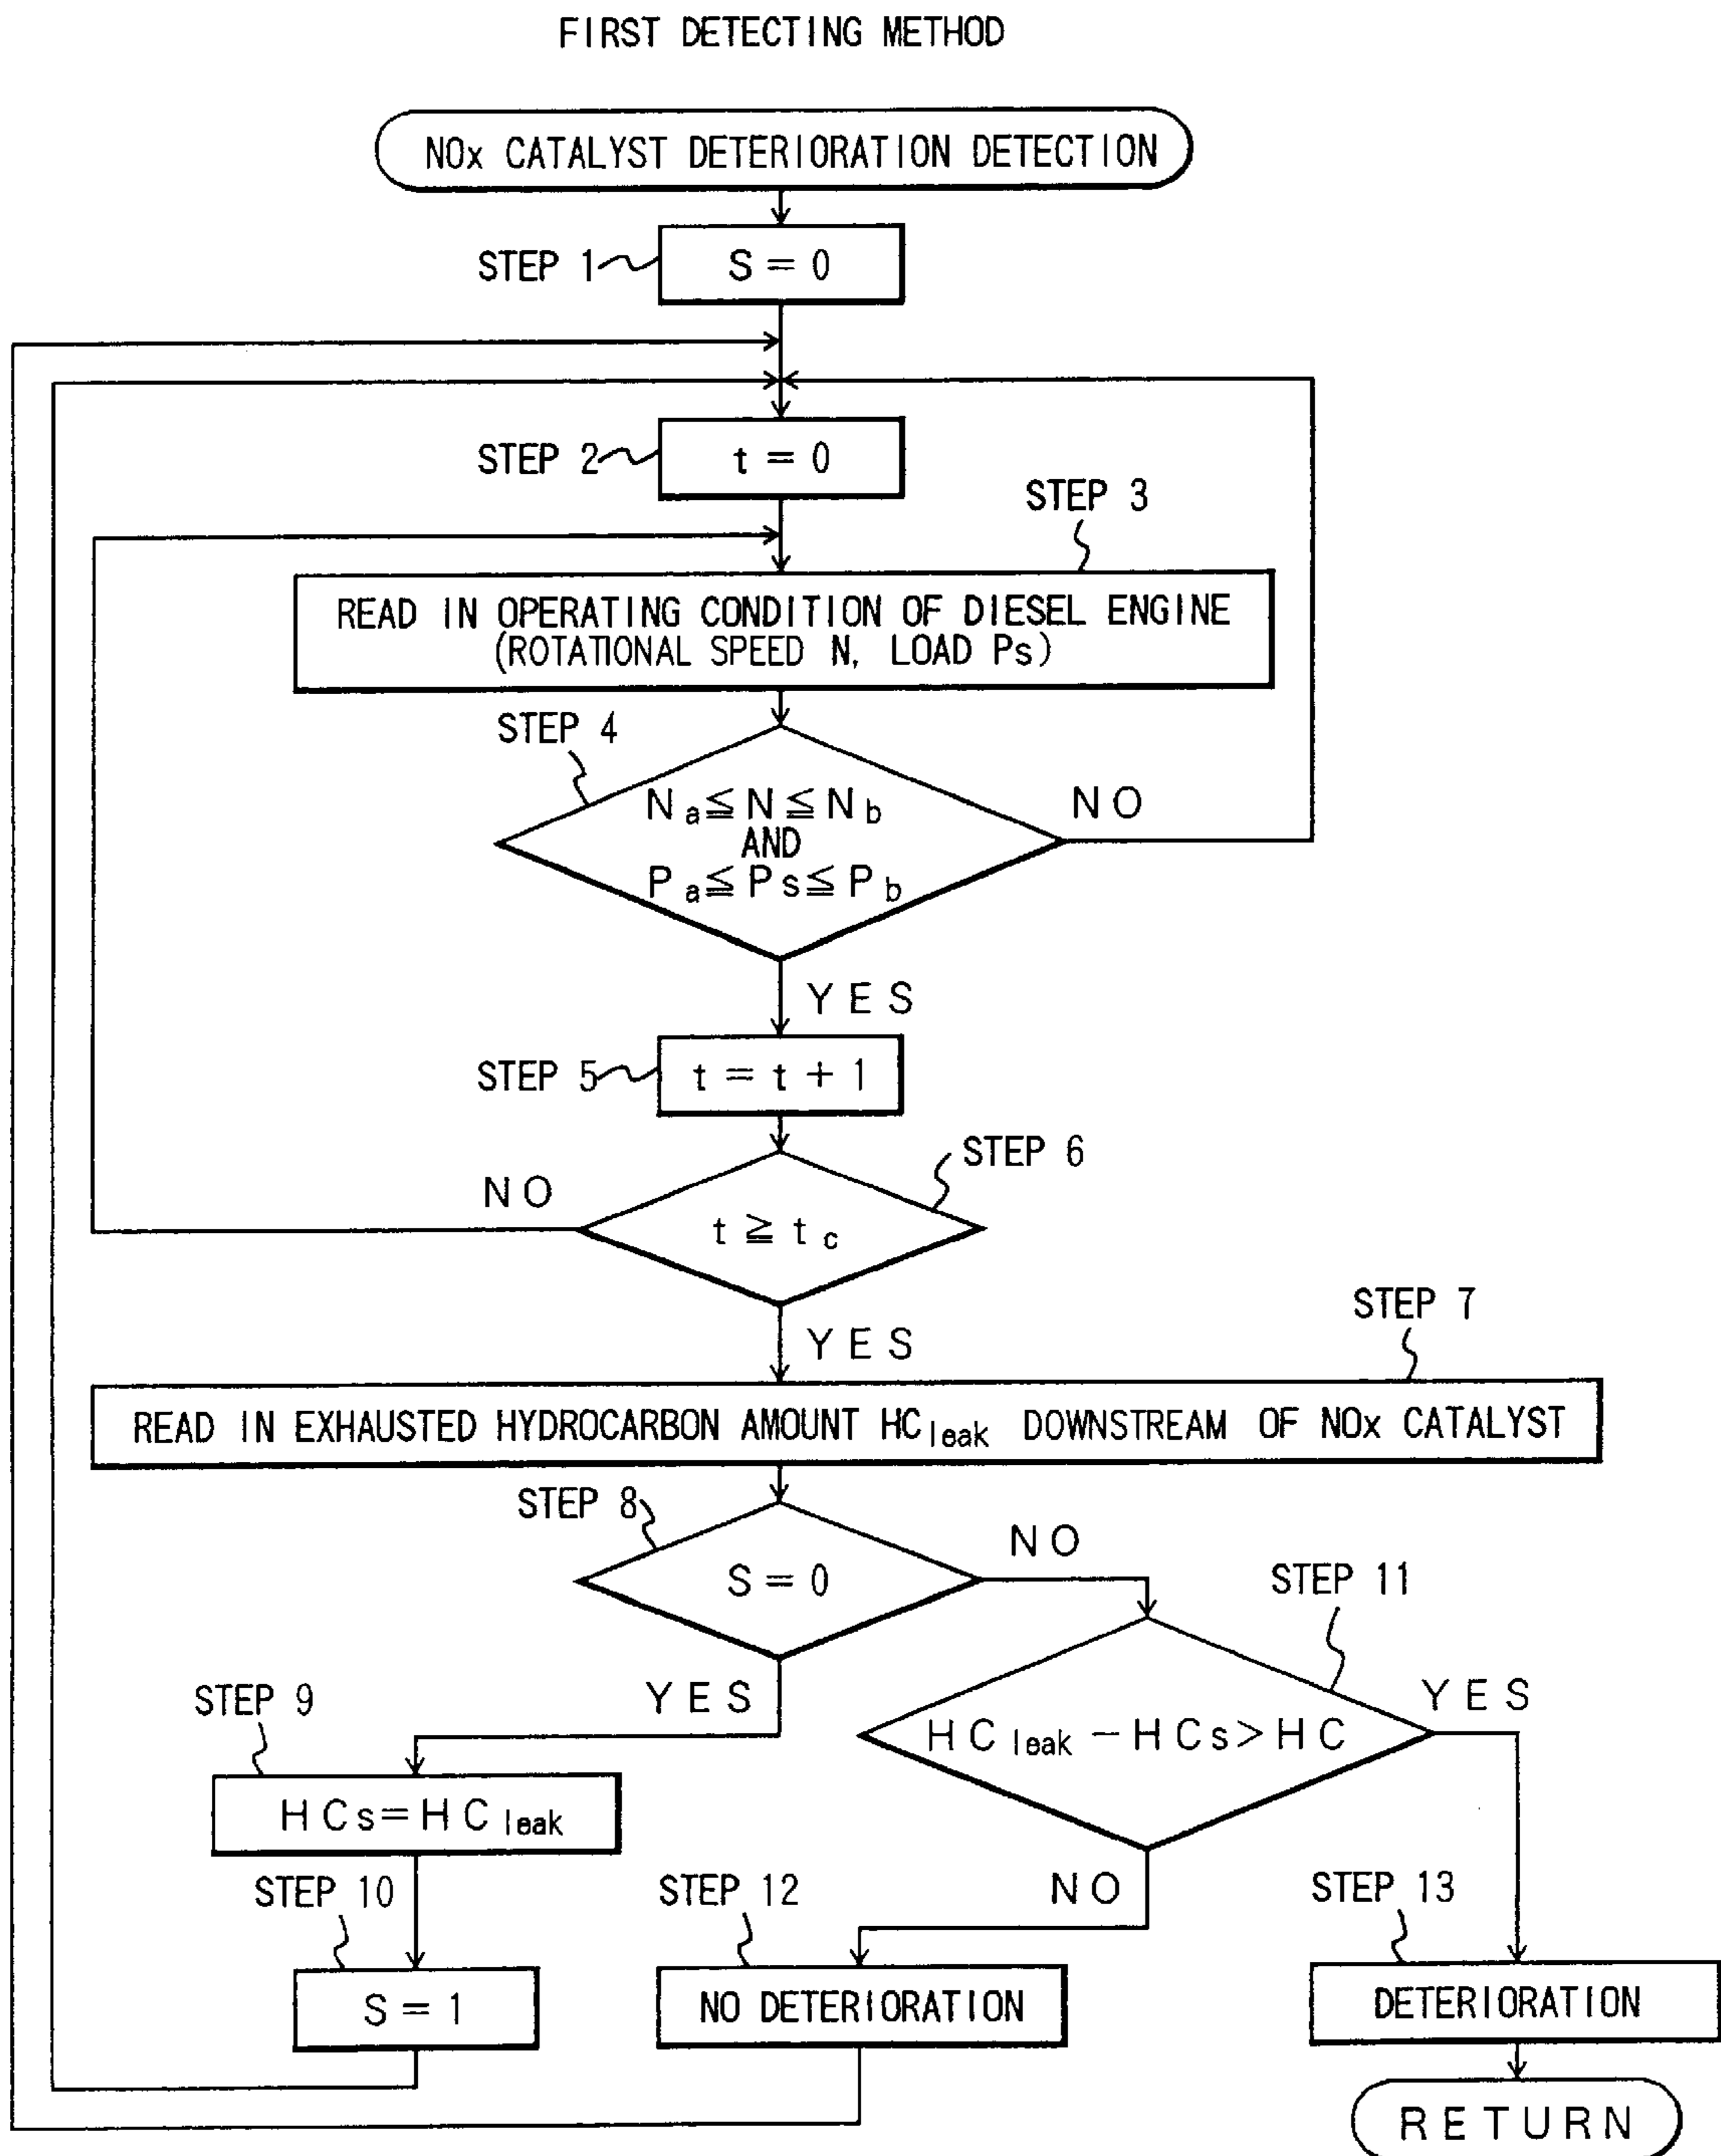 FIRST DETECTING METHOD
NOx CATALYST DETERIORATION DETECTION
STEP 1
S = 0
STEP 2
t = 0
STEP 3
READ IN OPERATING CONDITION OF DIESEL ENGINE
(ROTATIONAL SPEED N, LOAD Ps)
STEP 4
Na ≦ N ≦ Nb
AND
Pa ≦ Ps ≦ Pb
NO
YES
STEP 5
t = t + 1
STEP 6
NO
t ≧ tc
YES
STEP 7
READ IN EXHAUSTED HYDROCARBON AMOUNT HCleak DOWNSTREAM OF NOx CATALYST
STEP 8
NO
S = 0
STEP 11
YES
STEP 9
YES
HCleak − HCs > HC
HCs = HCleak
STEP 10
STEP 12
NO
STEP 13
S = 1
NO DETERIORATION
DETERIORATION
RETURN